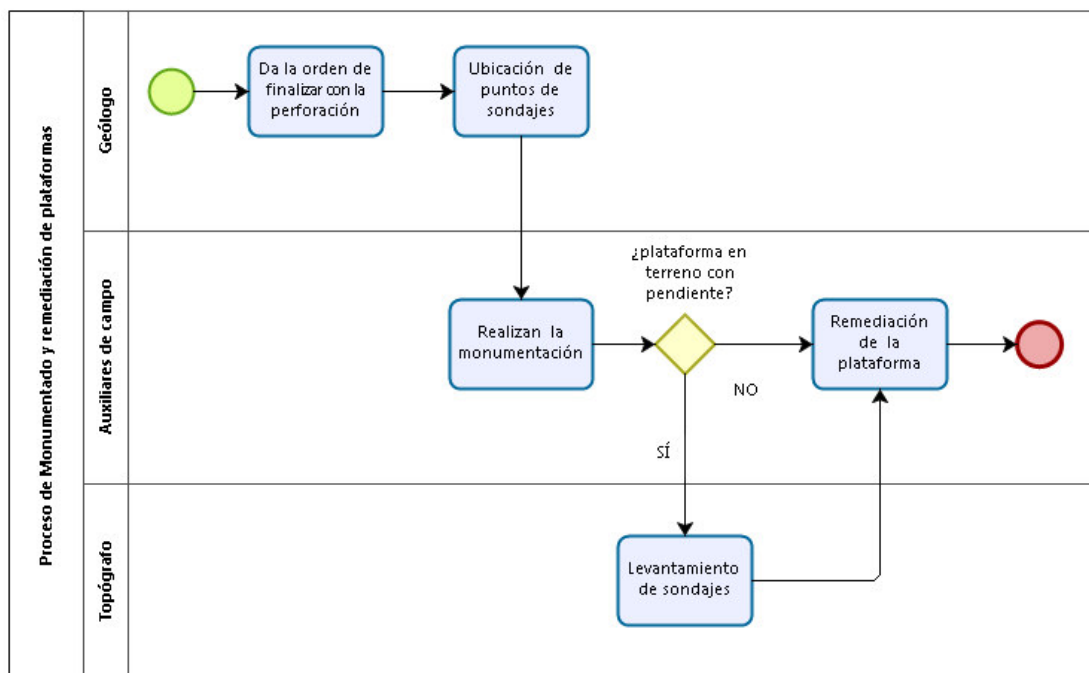 Proceso de Monumentado y remediación de plataformas
Geólogo
Da la orden de
finalizar con la
perforación
Ubicación de
puntos de
sondajes
Auxiliares de campo
Realizan la
monumentación
¿plataforma en
terreno con
pendiente?
NO
SÍ
Remediación
de la
plataforma
Topógrafo
Levantamiento
de sondajes